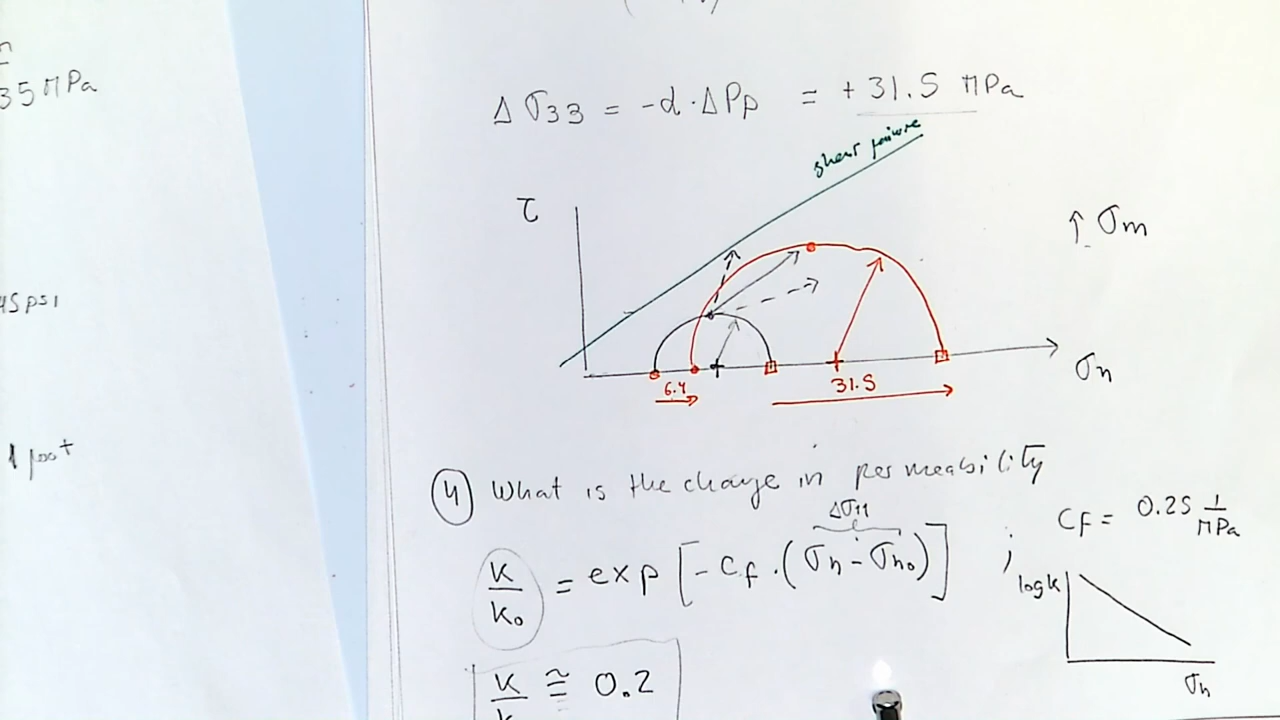 35 MPa
Δσ33 = -α·ΔPp = +31.5 MPa
shear failure
τ
↑ σm
6.4
31.5
σn
45 psi
1 foot
④ What is the change in permeability
Δσ11
k/k0 = exp [-Cf·(σn-σn0)] ; Cf = 0.25 1/MPa
log k
σn
k/k ≅ 0.2